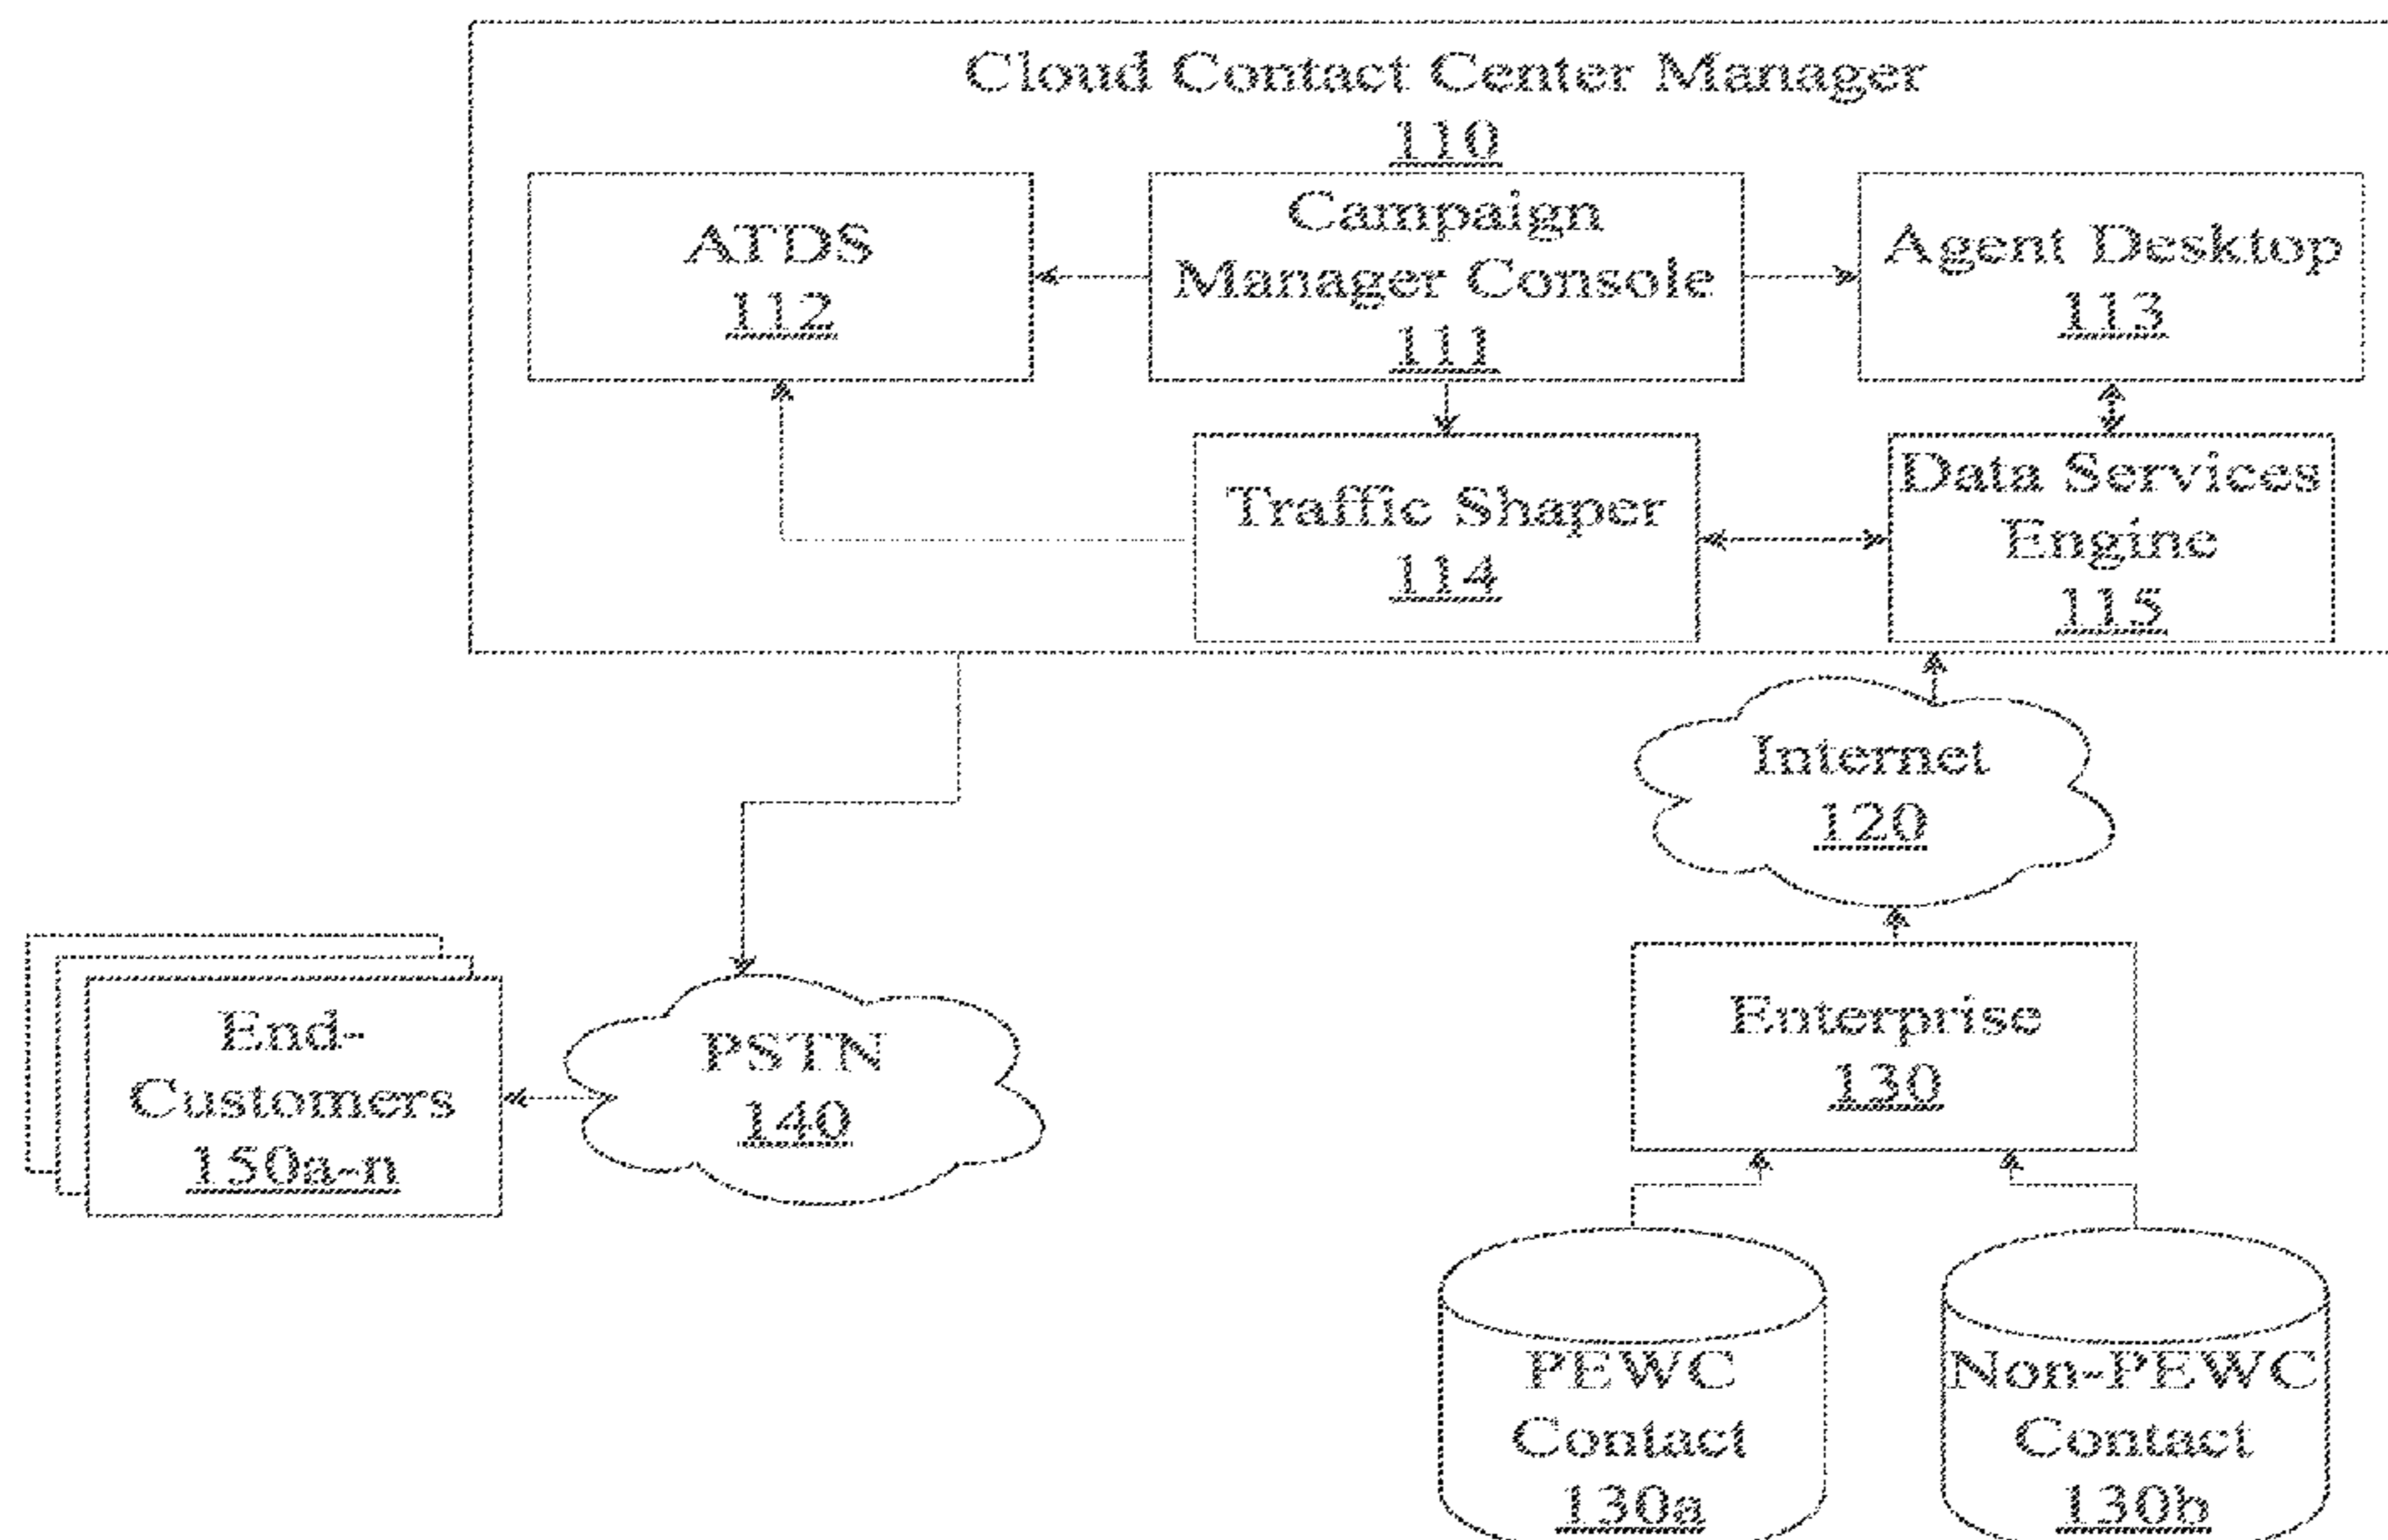 Cloud Contact Center Manager
110
ATDS
112
Campaign
Manager Console
111
Agent Desktop
113
Traffic Shaper
114
Data Services
Engine
115
Internet
120
Enterprise
130
End-
Customers
150a-n
PSTN
140
PEWC
Contact
130a
Non-PEWC
Contact
130b